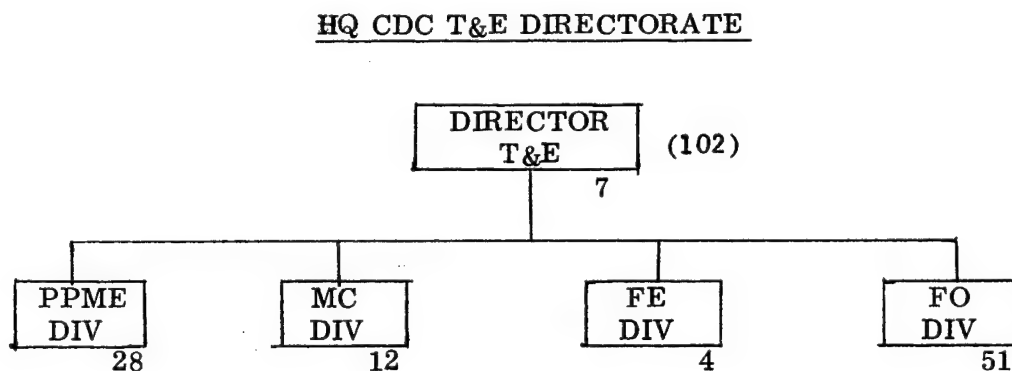 HQ CDC T&E DIRECTORATE
DIRECTOR
T&E
(102)
7
PPME
DIV
28
MC
DIV
12
FE
DIV
4
FO
DIV
51